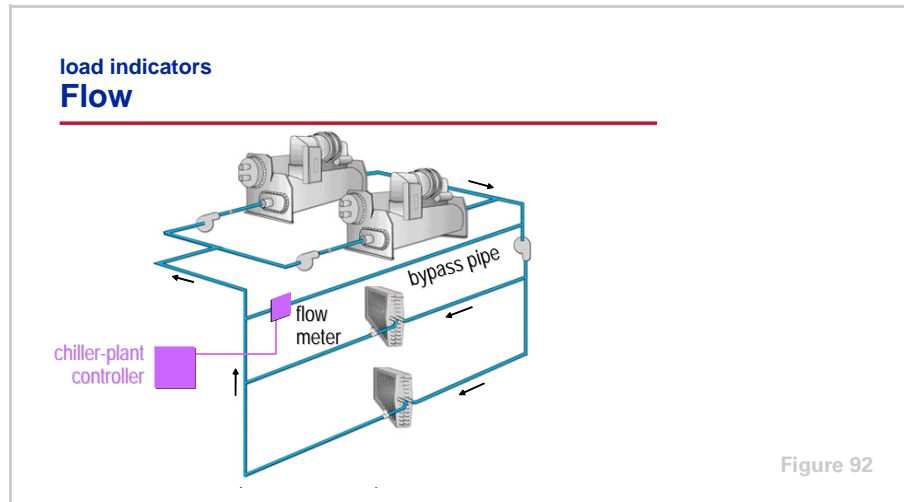 load indicators
Flow
bypass pipe
flow
meter
chiller-plant
controller
Figure 92